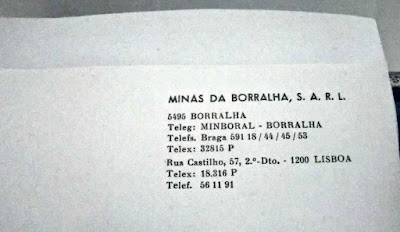 MINAS DA BORRALHA, S. A. R. L.
5495 BORRALHA
Teleg: MINBORAL - BORRALHA
Telefs. Braga 591 18 / 44 / 45 / 53
Telex: 32815 P
Rua Castilho, 57, 2.º-Dto. - 1200 LISBOA
Telex: 18.316 P
Telef. 56 11 91